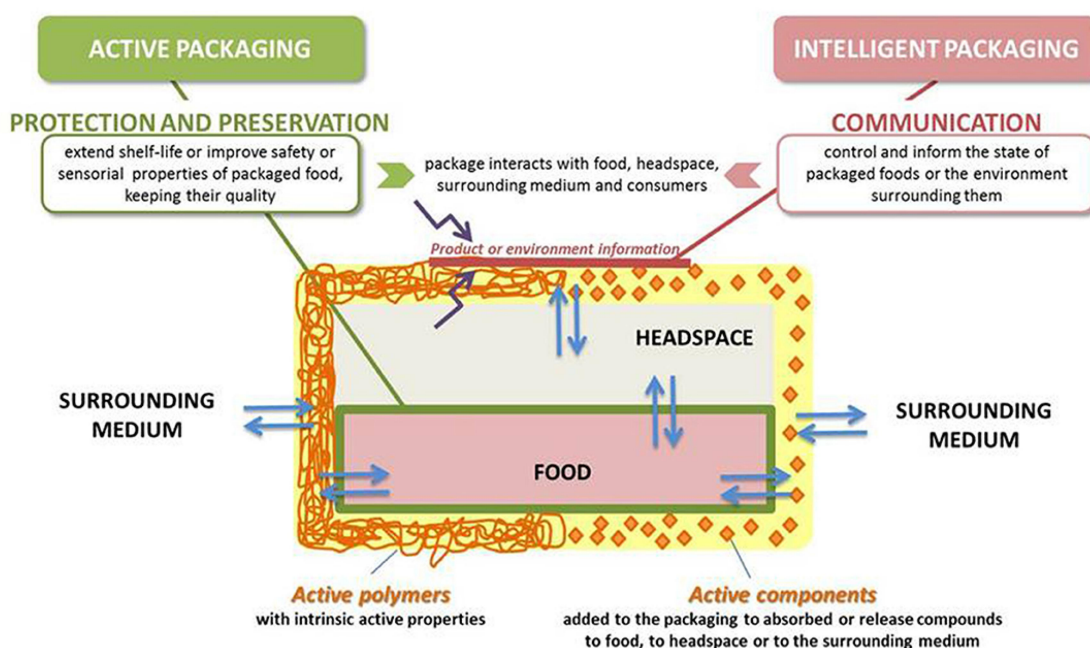 ACTIVE PACKAGING
INTELLIGENT PACKAGING
PROTECTION AND PRESERVATION
extend shelf-life or improve safety or
sensorial properties of packaged food,
keeping their quality
package interacts with food, headspace,
surrounding medium and consumers
COMMUNICATION
control and inform the state of
packaged foods or the environment
surrounding them
Product or environment information
HEADSPACE
SURROUNDING
MEDIUM
FOOD
SURROUNDING
MEDIUM
Active polymers
with intrinsic active properties
Active components
added to the packaging to absorbed or release compounds
to food, to headspace or to the surrounding medium